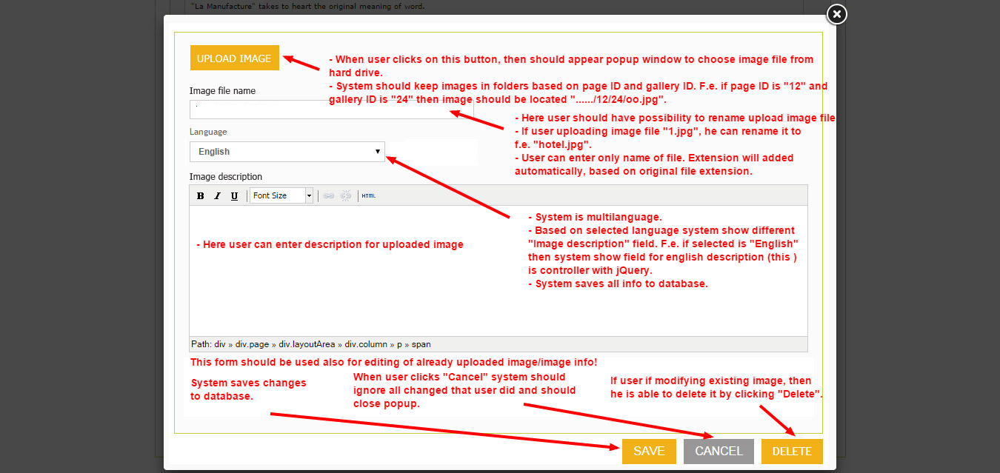 "La Manufacture" takes to heart the original meaning of word.
UPLOAD IMAGE
- When user clicks on this button, then should appear popup window to choose image file from
hard drive.
- System should keep images in folders based on page ID and gallery ID. F.e. if page ID is "12" and
gallery ID is "24" then image should be located "....../12/24/oo.jpg".
Image file name
- Here user should have possibility to rename upload image file
- If user uploading image file "1.jpg", he can rename it to
f.e. "hotel.jpg".
- User can enter only name of file. Extension will added
automatically, based on original file extension.
Language
English
Image description
B I U Font Size HTML
- System is multilanguage.
- Based on selected language system show different
"Image description" field. F.e. if selected is "English"
then system show field for english description (this )
is controller with jQuery.
- System saves all info to database.
- Here user can enter description for uploaded image
Path: div » div.page » div.layoutArea » div.column » p » span
This form should be used also for editing of already uploaded image/image info!
System saves changes
to database.
When user clicks "Cancel" system should
ignore all changed that user did and should
close popup.
If user if modifying existing image, then
he is able to delete it by clicking "Delete".
SAVE
CANCEL
DELETE